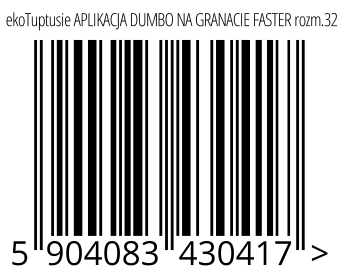 ekoTuptusie APLIKACJA DUMBO NA GRANACIE FASTER rozm.32
5 904083 430417 >